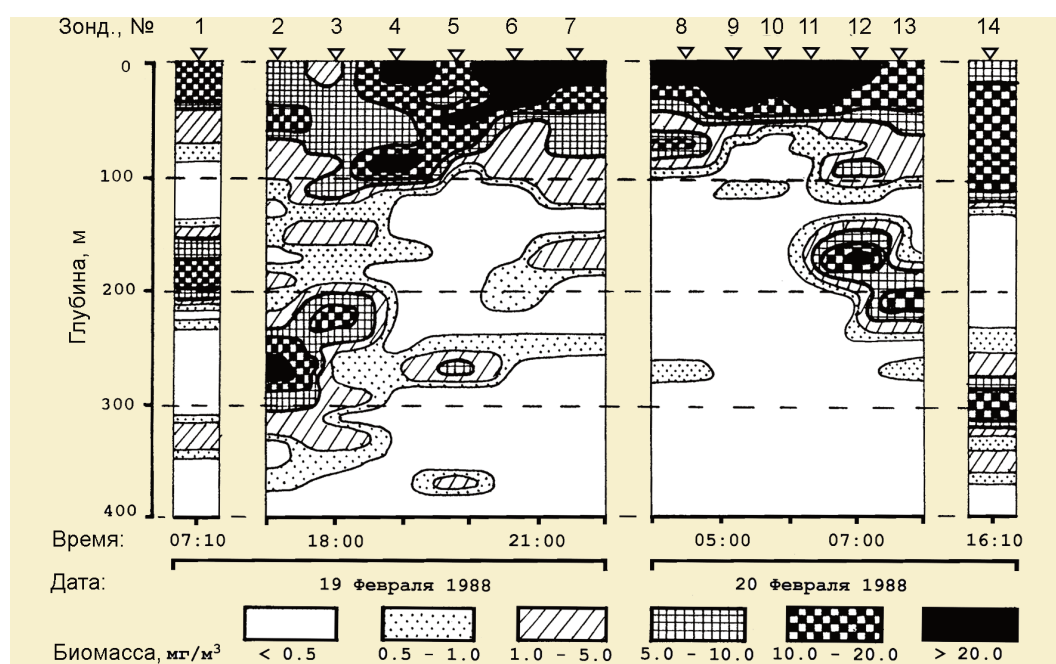 Зонд., № 1 2 3 4 5 6 7 8 9 10 11 12 13 14
0
100
200
300
400
Глубина, м
Время: 07:10 18:00 21:00 05:00 07:00 16:10
Дата: 19 Февраля 1988 20 Февраля 1988
Биомасса, мг/м³ < 0.5 0.5 - 1.0 1.0 - 5.0 5.0 - 10.0 10.0 - 20.0 > 20.0